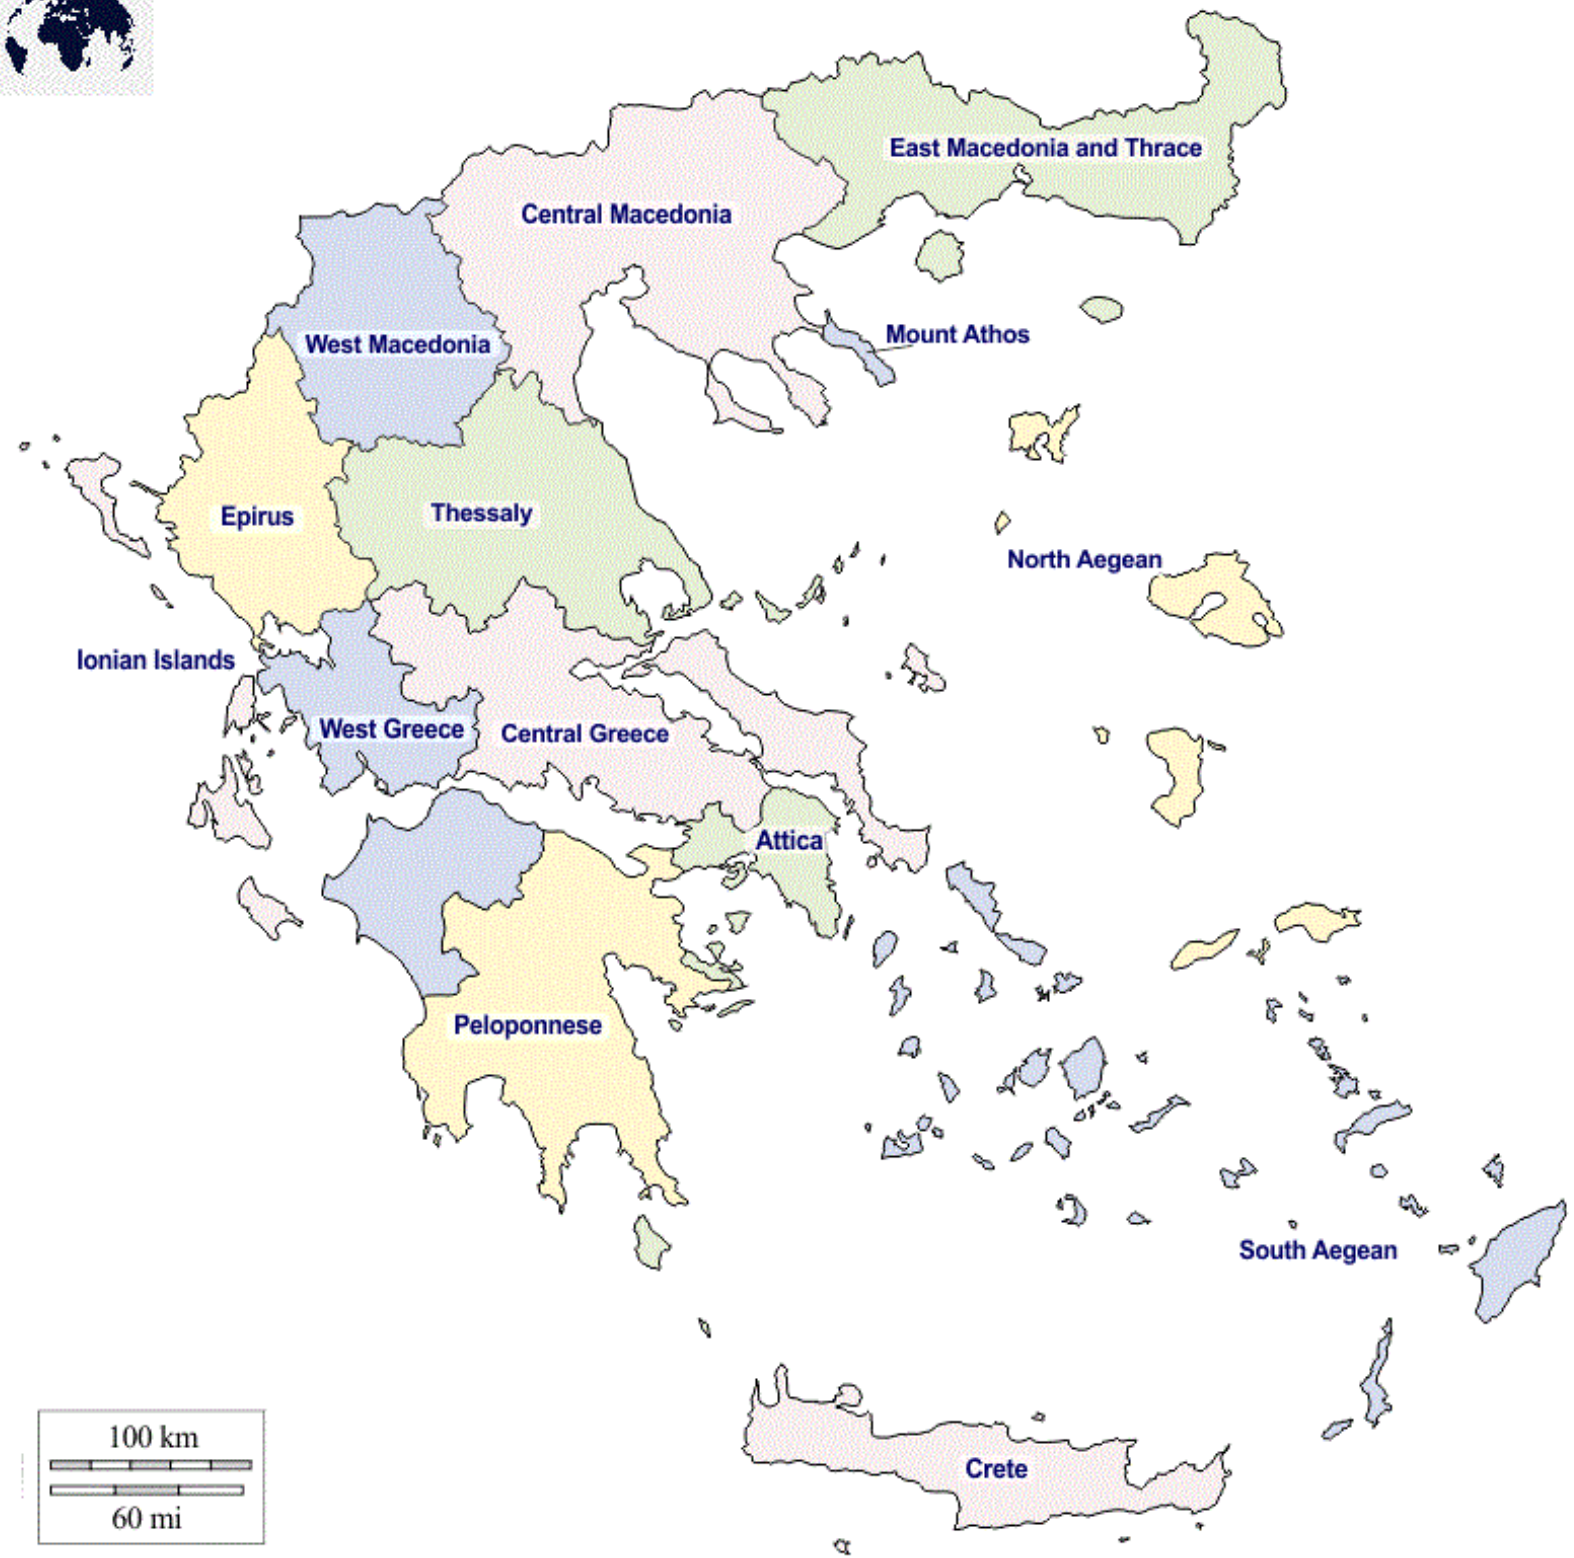 East Macedonia and Thrace
Central Macedonia
Mount Athos
West Macedonia
Thessaly
Epirus
North Aegean
Ionian Islands
West Greece
Central Greece
Attica
Peloponnese
South Aegean
Crete
100 km
60 mi